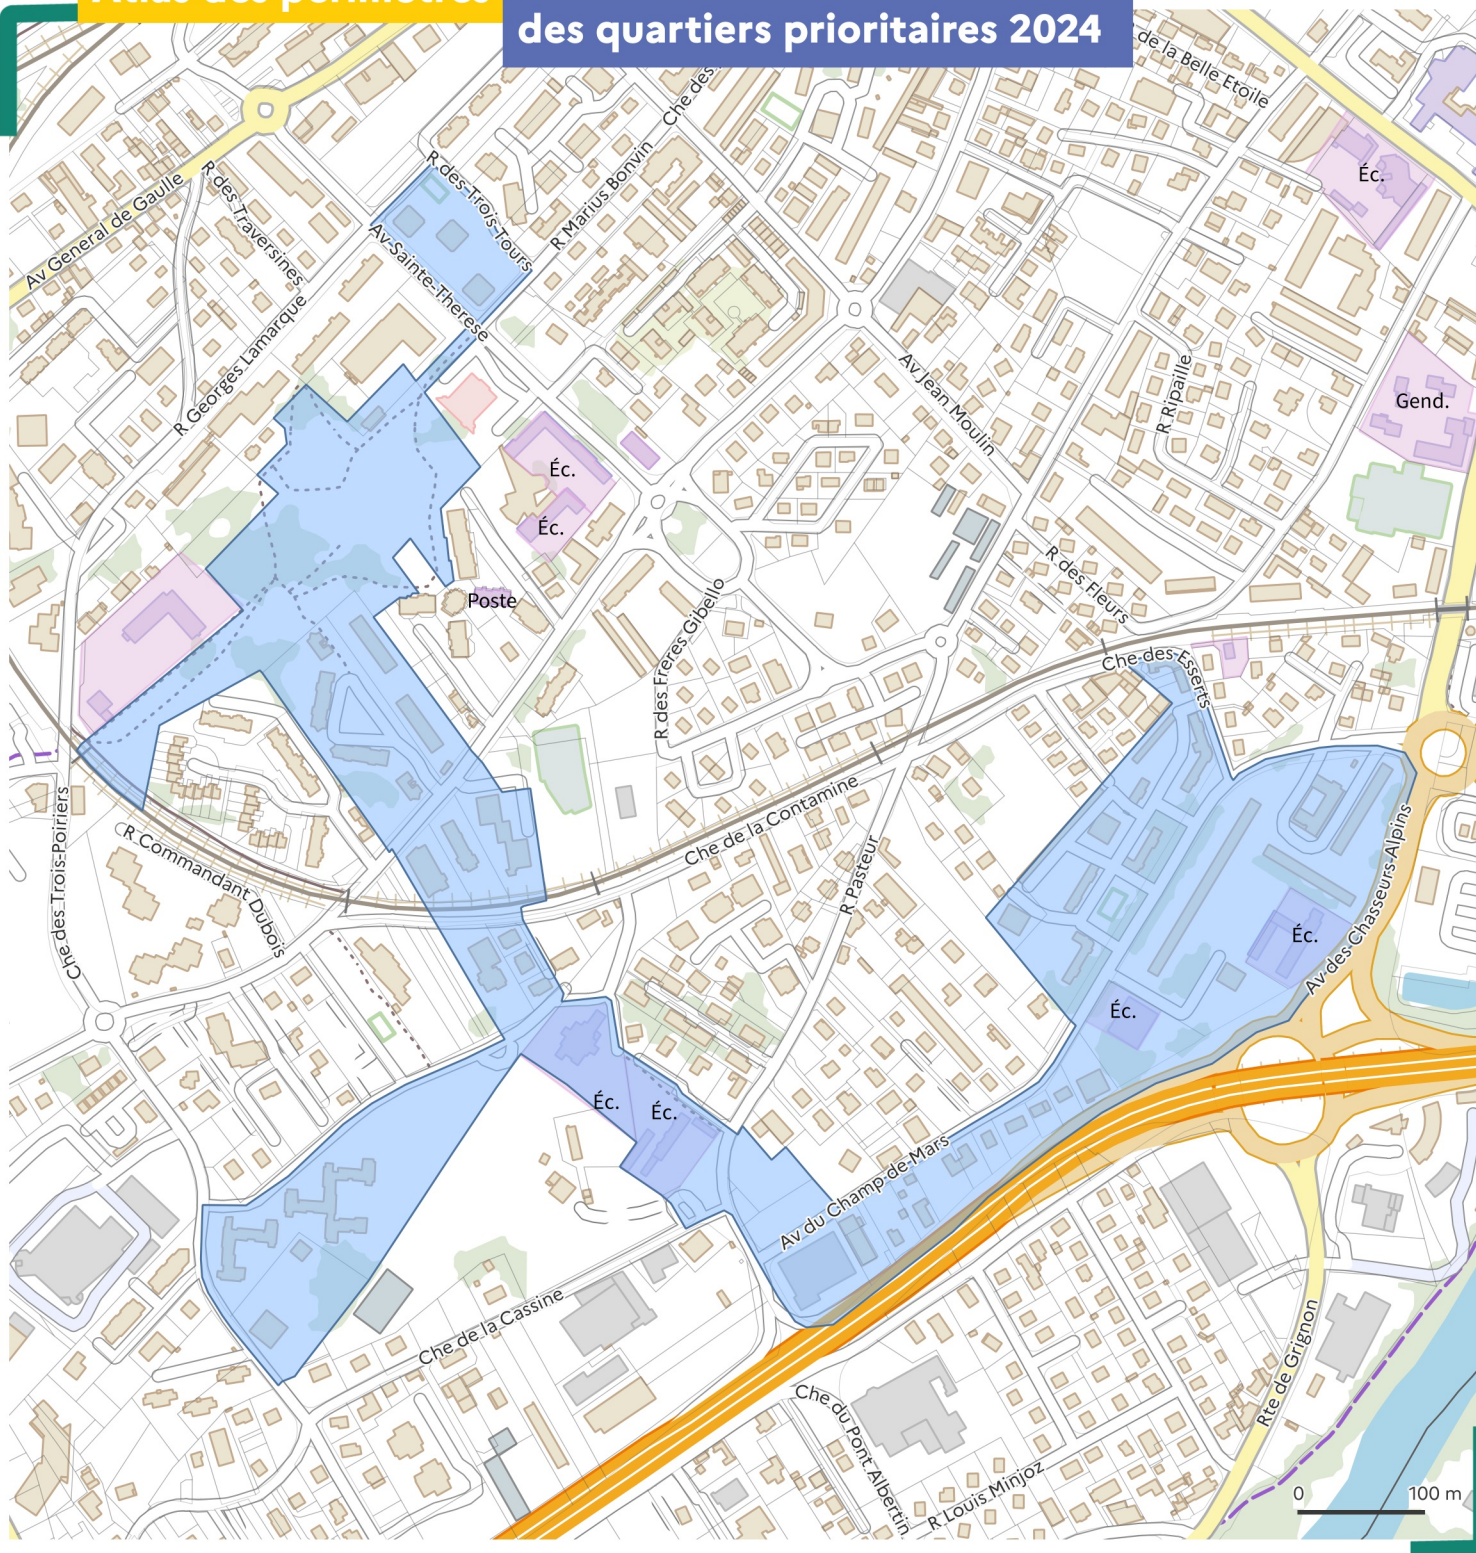 Atlas des périmètres
des quartiers prioritaires 2024
de la Belle Etoile
Che des
Éc.
R des Trois Tours
R Marius Bonvin
R des Traversines
Av General de Gaulle
Av Sainte-Therese
R Georges Lamarque
Av Jean Moulin
R Ripaille
Gend.
Éc.
Éc.
Poste
R des Fleurs
R des Freres Gibello
Che des Esserts
Che de la Contamine
Che des Trois-Poiriers
R Commandant Dubois
R Pasteur
Av des Chasseurs Alpins
Éc.
Éc.
Éc.
Éc.
Av du Champ de Mars
Che de la Cassine
Rte de Grignon
Che du Pont Albertin
R Louis Minjoz
0 100 m